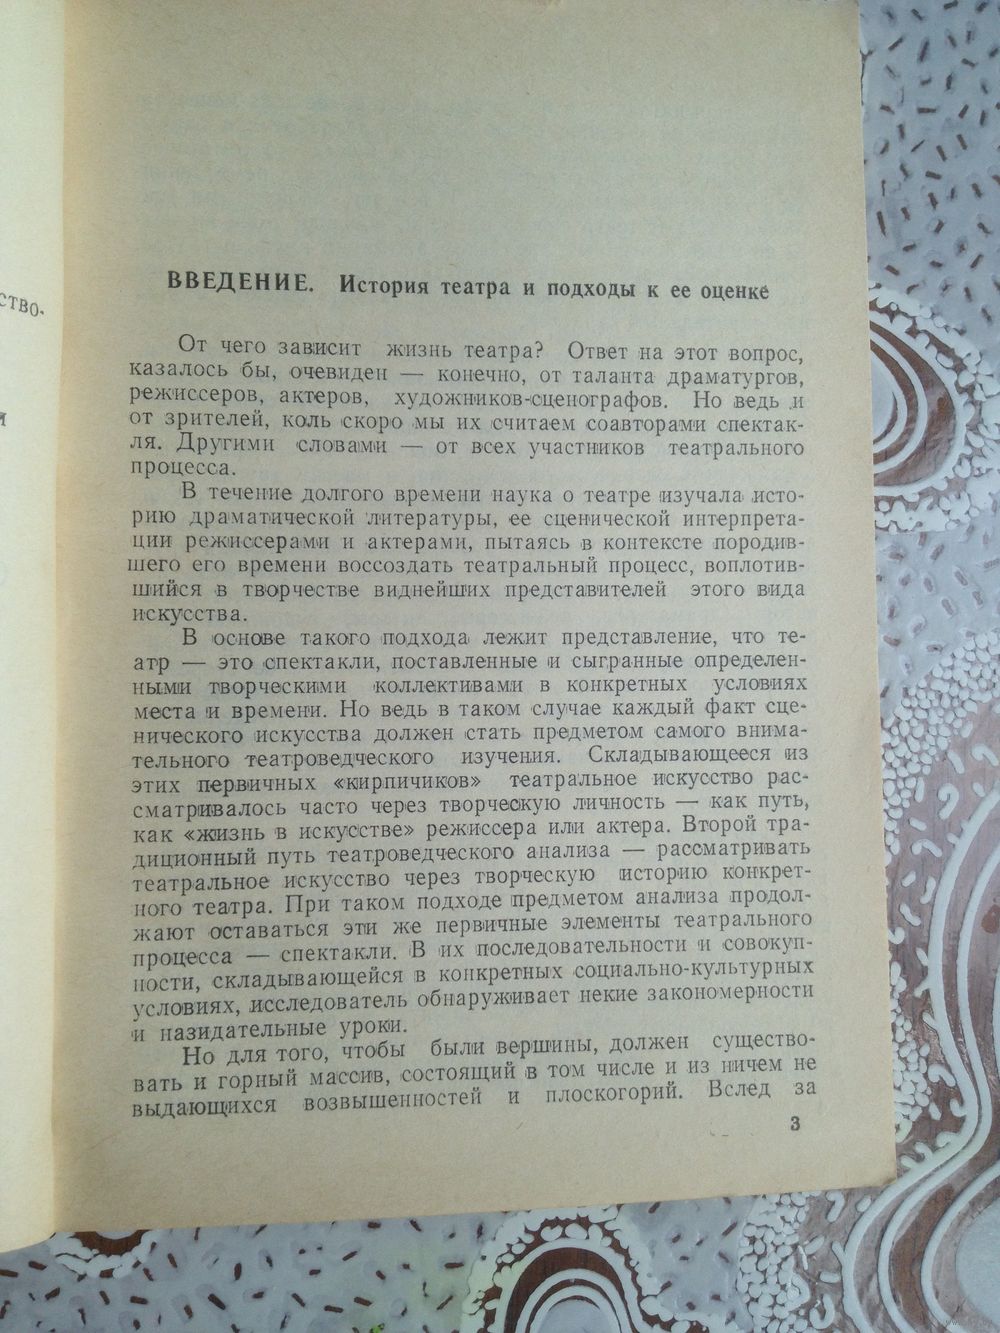 ство-
и
ВВЕДЕНИЕ. История театра и подходы к ее оценке
От чего зависит жизнь театра? Ответ на этот вопрос,
казалось бы, очевиден — конечно, от таланта драматургов,
режиссеров, актеров, художников-сценографов. Но ведь и
от зрителей, коль скоро мы их считаем соавторами спектак-
ля. Другими словами — от всех участников театрального
процесса.
В течение долгого времени наука о театре изучала исто-
рию драматической литературы, ее сценической интерпрета-
ции режиссерами и актерами, пытаясь в контексте породив-
шего его времени воссоздать театральный процесс, воплотив-
шийся в творчестве виднейших представителей этого вида
искусства.
В основе такого подхода лежит представление, что те-
атр — это спектакли, поставленные и сыгранные определен-
ными творческими коллективами в конкретных условиях
места и времени. Но ведь в таком случае каждый факт сце-
нического искусства должен стать предметом самого внима-
тельного театроведческого изучения. Складывающееся из
этих первичных «кирпичиков» театральное искусство рас-
сматривалось часто через творческую личность — как путь,
как «жизнь в искусстве» режиссера или актера. Второй тра-
диционный путь театроведческого анализа — рассматривать
театральное искусство через творческую историю конкрет-
ного театра. При таком подходе предметом анализа продол-
жают оставаться эти же первичные элементы театрального
процесса — спектакли. В их последовательности и совокуп-
ности, складывающейся в конкретных социально-культурных
условиях, исследователь обнаруживает некие закономерности
и назидательные уроки.
Но для того, чтобы были вершины, должен существо-
вать и горный массив, состоящий в том числе и из ничем не
выдающихся возвышенностей и плоскогорий. Вслед за
3